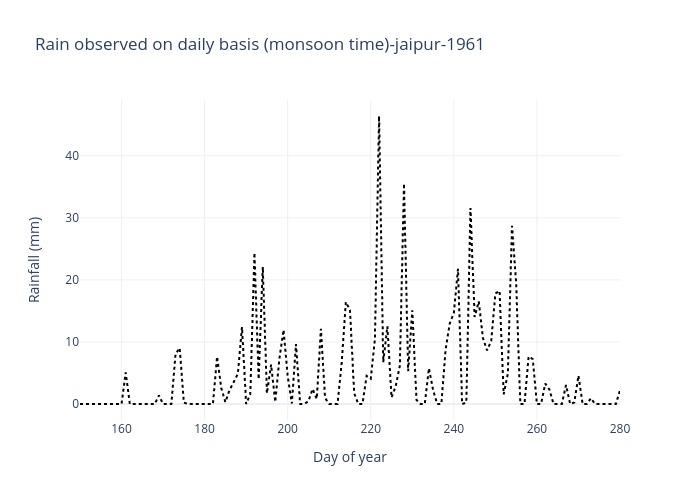 Rain observed on daily basis (monsoon time)-jaipur-1961
Rainfall (mm)
40
30
20
10
0
160 180 200 220 240 260 280
Day of year